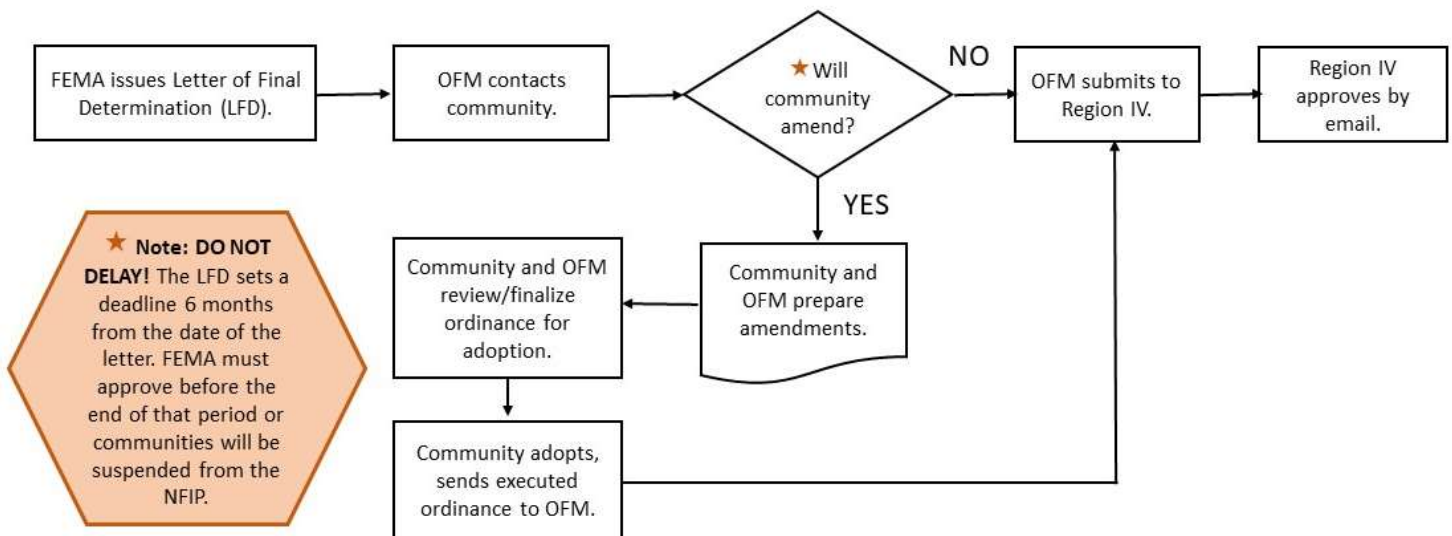 FEMA issues Letter of Final
Determination (LFD).
OFM contacts
community.
★ Will
community
amend?
NO
OFM submits to
Region IV.
Region IV
approves by
email.
YES
Community and
OFM prepare
amendments.
Community and OFM
review/finalize
ordinance for
adoption.
Community adopts,
sends executed
ordinance to OFM.
★ Note: DO NOT
DELAY! The LFD sets a
deadline 6 months
from the date of the
letter. FEMA must
approve before the
end of that period or
communities will be
suspended from the
NFIP.